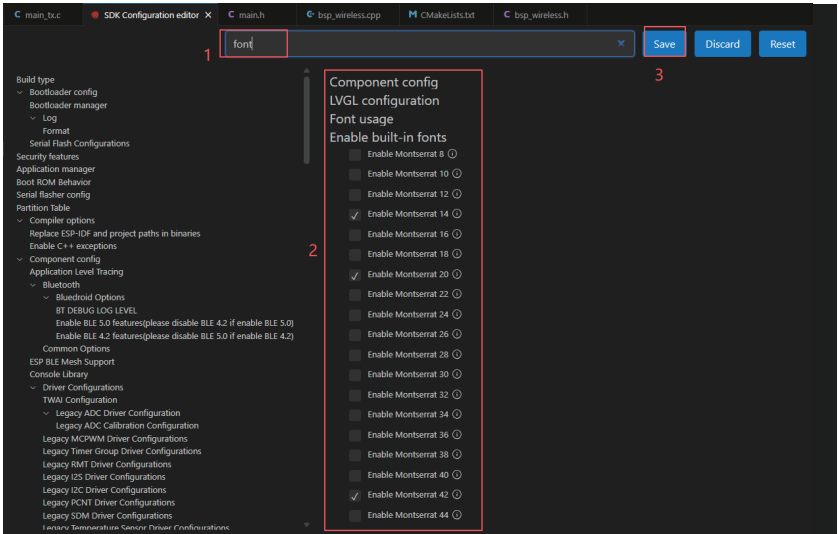 C main_tx.c
SDK Configuration editor ×
C main.h
C+ bsp_wireless.cpp
M CMakeLists.txt
C bsp_wireless.h
1
font
Save
Discard
Reset
3
Build type
Bootloader config
Bootloader manager
Log
Format
Serial Flash Configurations
Security features
Application manager
Boot ROM Behavior
Serial flasher config
Partition Table
Compiler options
Replace ESP-IDF and project paths in binaries
Enable C++ exceptions
Component config
Application Level Tracing
Bluetooth
Bluedroid Options
BT DEBUG LOG LEVEL
Enable BLE 5.0 features(please disable BLE 4.2 if enable BLE 5.0)
Enable BLE 4.2 features(please disable BLE 5.0 if enable BLE 4.2)
Common Options
ESP BLE Mesh Support
Console Library
Driver Configurations
TWAI Configuration
Legacy ADC Driver Configuration
Legacy ADC Calibration Configuration
Legacy MCPWM Driver Configurations
Legacy Timer Group Driver Configurations
Legacy RMT Driver Configurations
Legacy I2S Driver Configurations
Legacy I2C Driver Configurations
Legacy PCNT Driver Configurations
Legacy SDM Driver Configurations
Legacy Temperature Sensor Driver Configurations
2
Component config
LVGL configuration
Font usage
Enable built-in fonts
Enable Montserrat 8
Enable Montserrat 10
Enable Montserrat 12
Enable Montserrat 14
Enable Montserrat 16
Enable Montserrat 18
Enable Montserrat 20
Enable Montserrat 22
Enable Montserrat 24
Enable Montserrat 26
Enable Montserrat 28
Enable Montserrat 30
Enable Montserrat 32
Enable Montserrat 34
Enable Montserrat 36
Enable Montserrat 38
Enable Montserrat 40
Enable Montserrat 42
Enable Montserrat 44